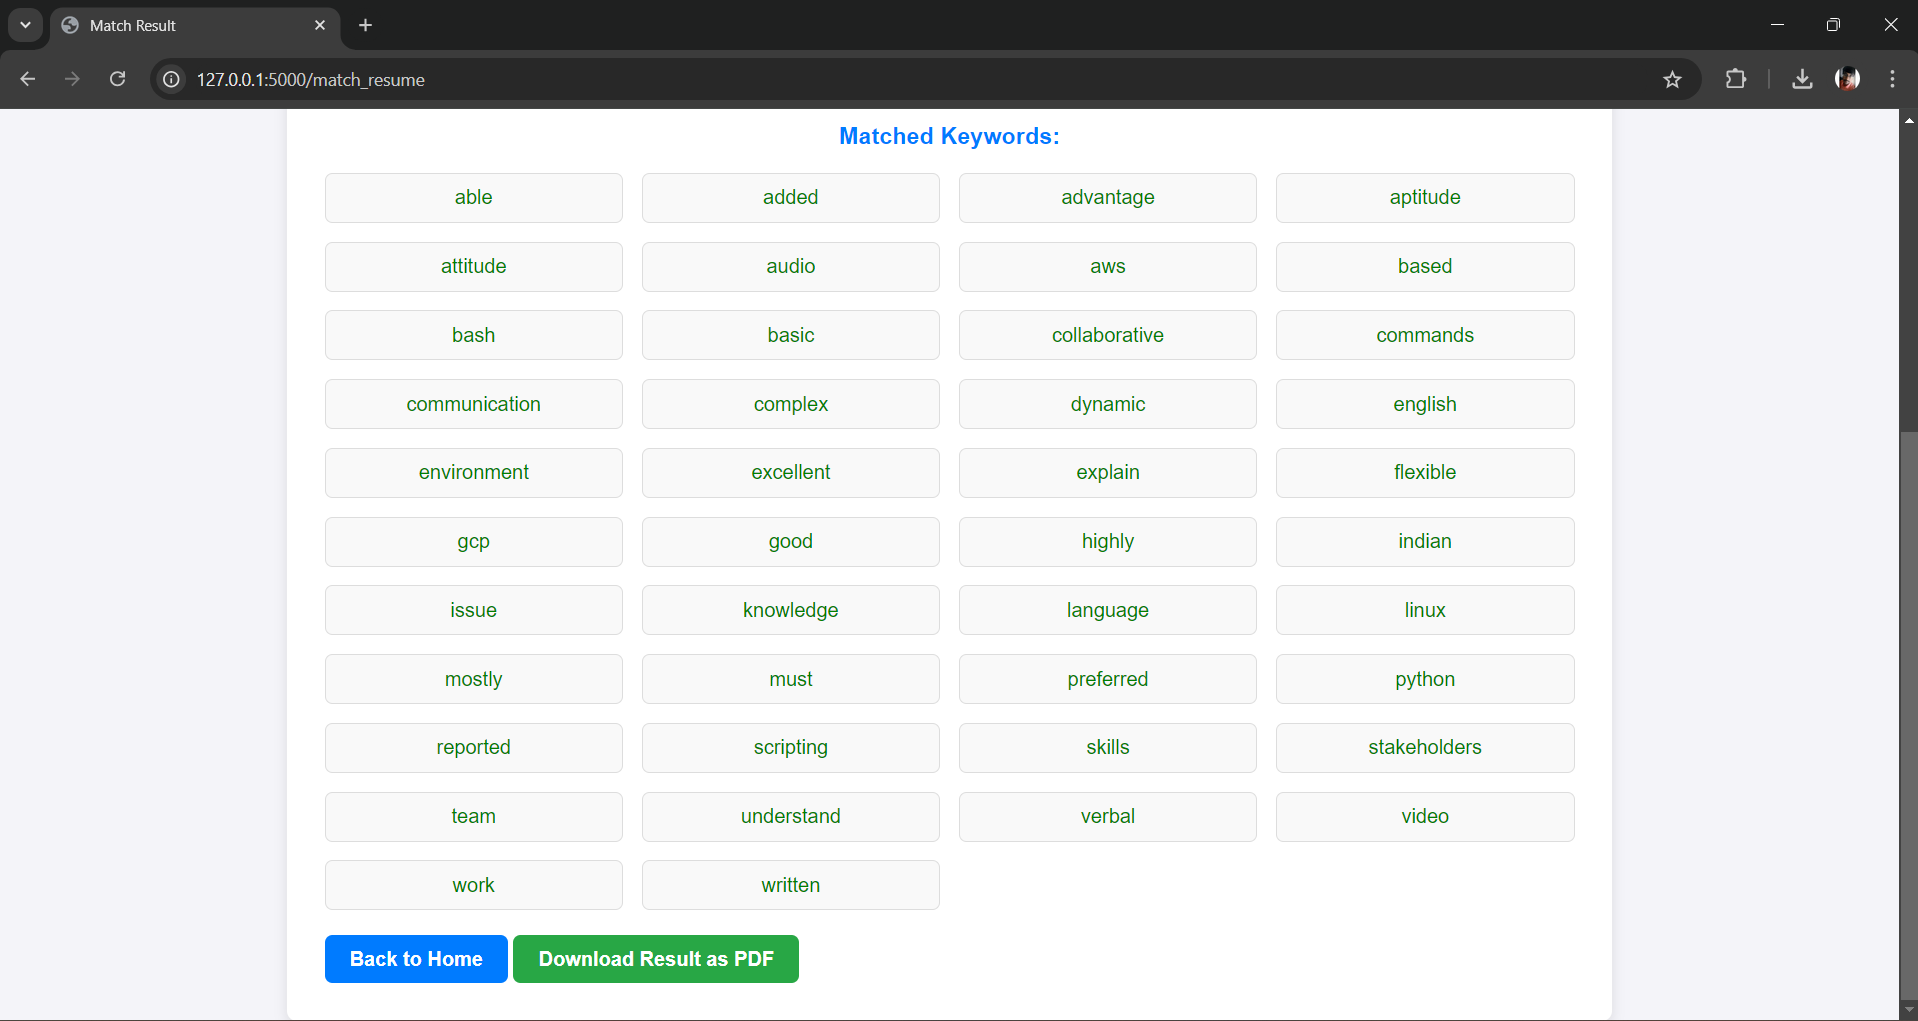 Match Result
127.0.0.1:5000/match_resume
Matched Keywords:
able added advantage aptitude
attitude audio aws based
bash basic collaborative commands
communication complex dynamic english
environment excellent explain flexible
gcp good highly indian
issue knowledge language linux
mostly must preferred python
reported scripting skills stakeholders
team understand verbal video
work written
Back to Home Download Result as PDF